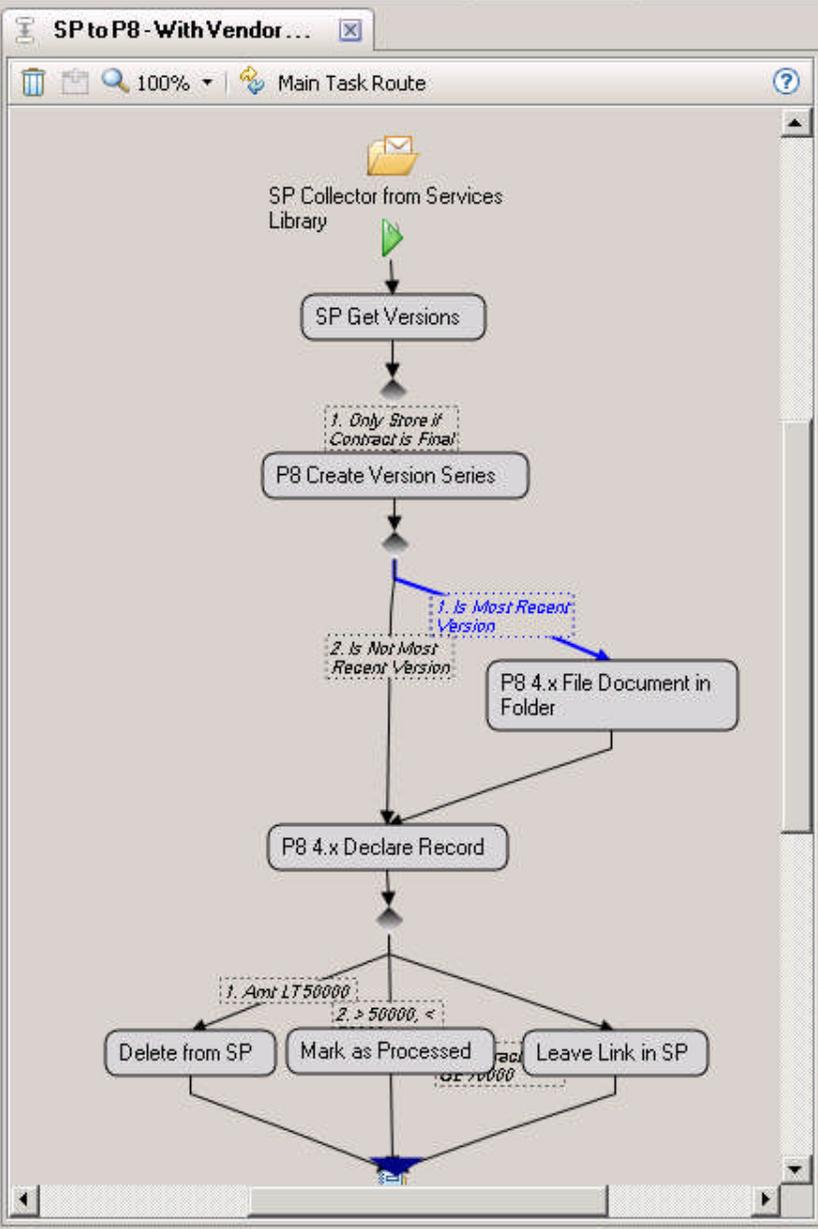 SP to P8 - With Vendor...
100%
Main Task Route
?
SP Collector from Services
Library
SP Get Versions
1. Only Store if
Contract is Final
P8 Create Version Series
1. Is Most Recent
Version
2. Is Not Most
Recent Version
P8 4.x File Document in
Folder
P8 4.x Declare Record
1. Amt LT 50000
2. > 50000, <
Delete from SP
Mark as Processed
Leave Link in SP